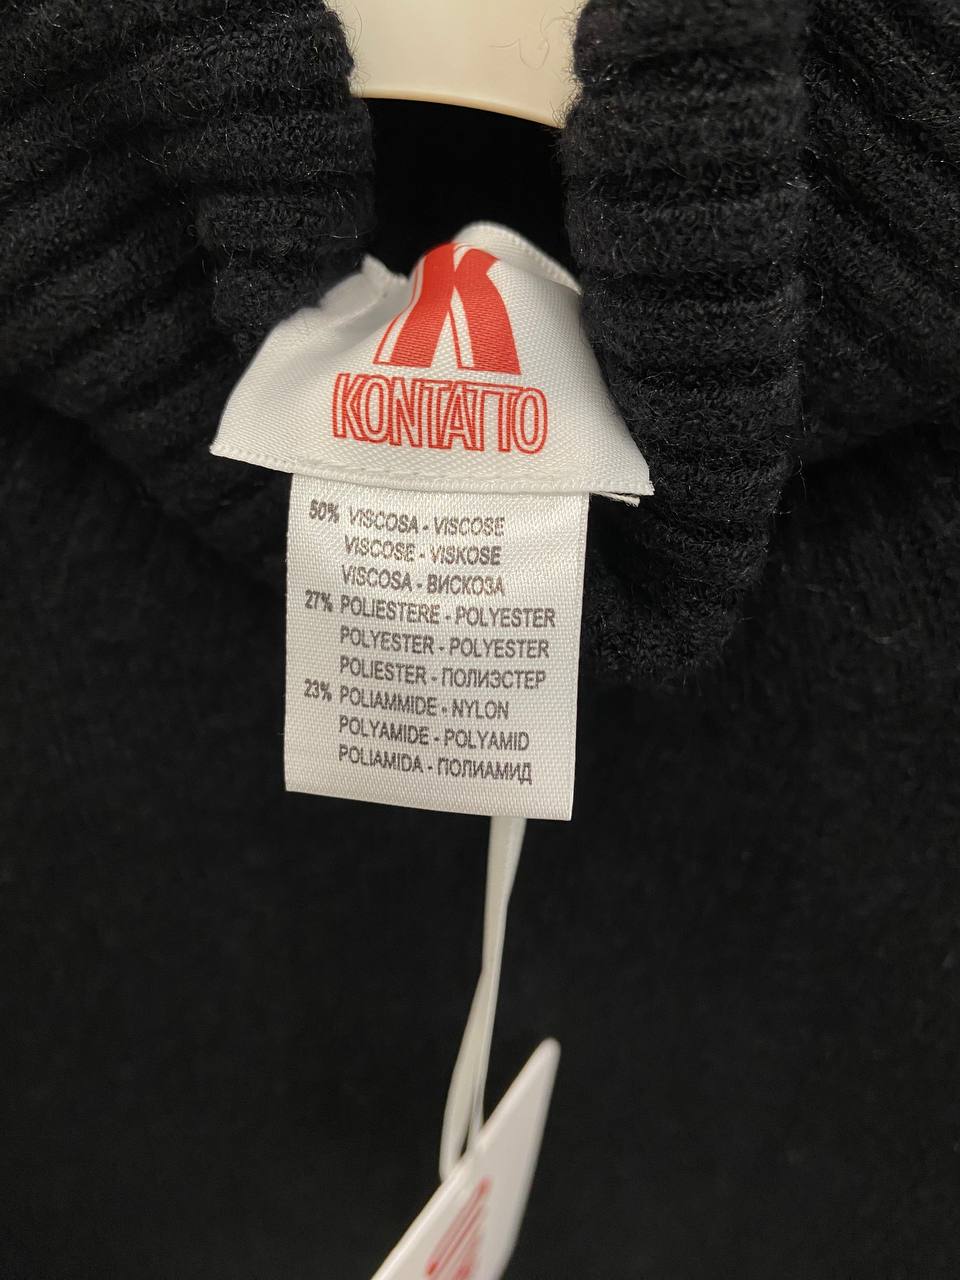 K
KONTATTO
50% VISCOSA - VISCOSE
VISCOSE - VISKOSE
VISCOSA - ВИСКОЗА
27% POLIESTERE - POLYESTER
POLYESTER - POLYESTER
POLIESTER - ПОЛИЭСТЕР
23% POLIAMMIDE - NYLON
POLYAMIDE - POLYAMID
POLIAMIDA - ПОЛИАМИД